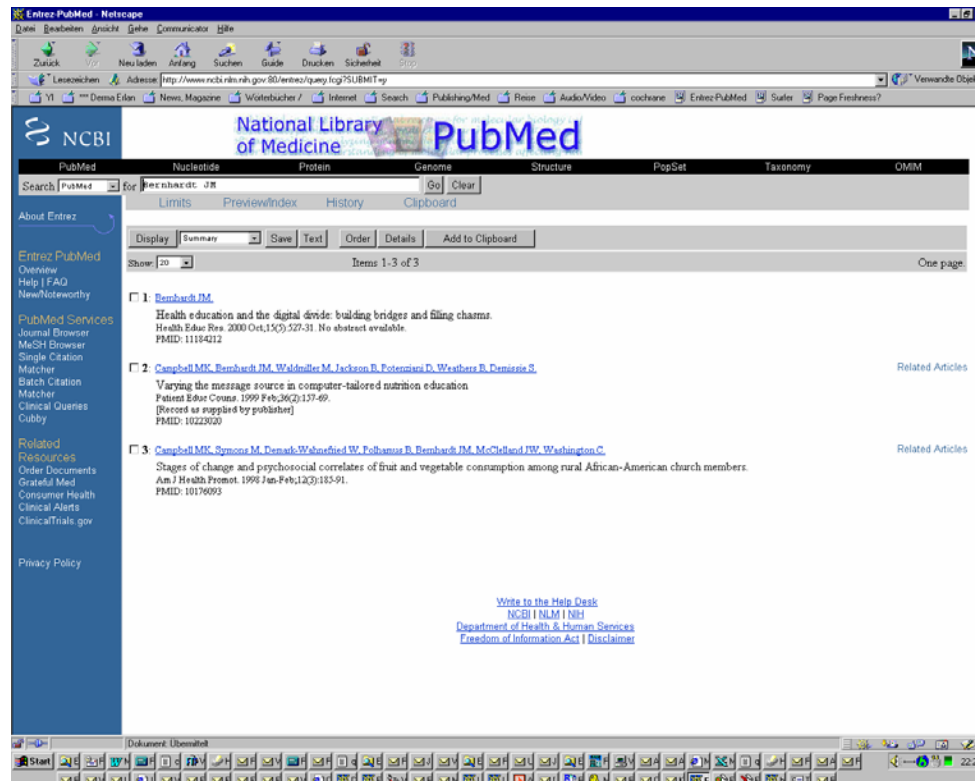 Entrez-PubMed - Netscape
Datei Bearbeiten Ansicht Gehe Communicator Hilfe
Zurück Vor Neu laden Anfang Suchen Guide Drucken Sicherheit Stop
Lesezeichen Adresse http://www.ncbi.nlm.nih.gov:80/entrez/query.fcgi?SUBMIT=y Verwandte Objek
YI *** Derma Erlan News, Magazine Wörterbücher / Internet Search Publishing/Med Reise Audio/Video cochrane Entrez-PubMed Surfer Page Freshness?
NCBI
National Library
of Medicine
PubMed
PubMed Nucleotide Protein Genome Structure PopSet Taxonomy OMIM
Search PubMed for Bernhardt JM Go Clear
Limits Preview/Index History Clipboard
About Entrez
Display Summary Save Text Order Details Add to Clipboard
Show: 20 Items 1-3 of 3 One page.
Entrez PubMed
Overview
Help | FAQ
New/Noteworthy
PubMed Services
Journal Browser
MeSH Browser
Single Citation
Matcher
Batch Citation
Matcher
Clinical Queries
Cubby
Related
Resources
Order Documents
Grateful Med
Consumer Health
Clinical Alerts
ClinicalTrials.gov
Privacy Policy
1: Bernhardt JM.
Health education and the digital divide: building bridges and filling chasms.
Health Educ Res. 2000 Oct;15(5):527-31. No abstract available.
PMID: 11184212
2: Campbell MK, Bernhardt JM, Waldmiller M, Jackson B, Potenziani D, Weathers B, Demissie S. Related Articles
Varying the message source in computer-tailored nutrition education
Patient Educ Couns. 1999 Feb;36(2):157-69.
[Record as supplied by publisher]
PMID: 10223020
3: Campbell MK, Symons M, Demark-Wahnefried W, Polhamus B, Bernhardt JM, McClelland JW, Washington C. Related Articles
Stages of change and psychosocial correlates of fruit and vegetable consumption among rural African-American church members.
Am J Health Promot. 1998 Jan-Feb;12(3):185-91.
PMID: 10176093
Write to the Help Desk
NCBI | NLM | NIH
Department of Health & Human Services
Freedom of Information Act | Disclaimer
Dokument: Übermittelt
Start